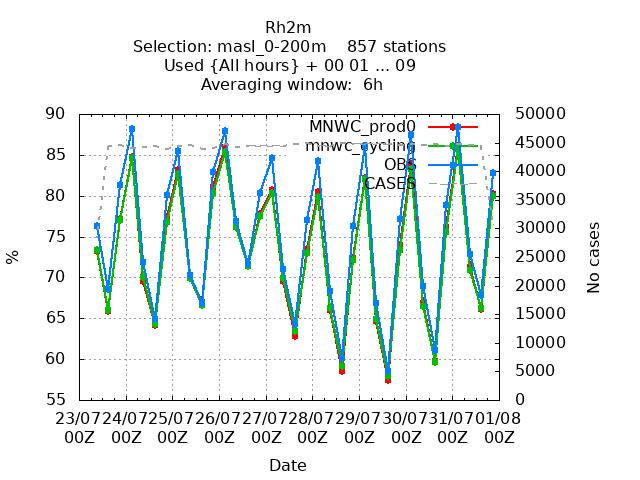 Rh2m
Selection: masl_0-200m    857 stations
Used {All hours} + 00 01 ... 09
Averaging window:  6h
MNWC_prod0
mnwc_cycling
OBS
CASES
90
85
80
75
70
65
60
55
%
50000
45000
40000
35000
30000
25000
20000
15000
10000
5000
0
No cases
23/07 24/07 25/07 26/07 27/07 28/07 29/07 30/07 31/07 01/08
00Z 00Z 00Z 00Z 00Z 00Z 00Z 00Z 00Z 00Z
Date